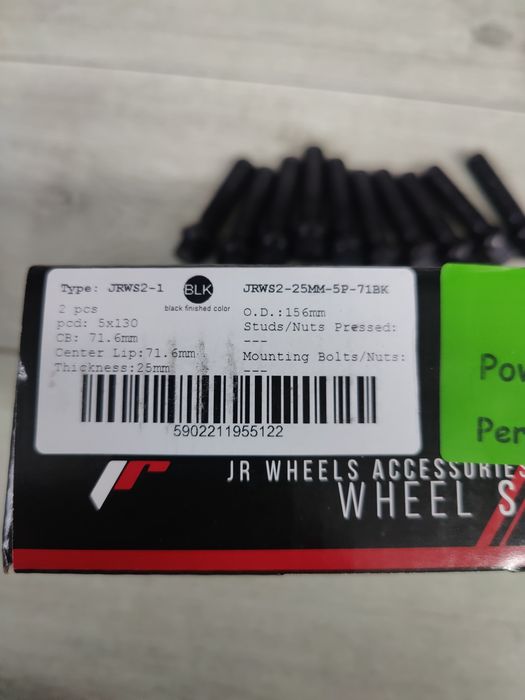 Type: JRWS2-1
BLK
black finished color
JRWS2-25MM-5P-71BK
2 pcs
pcd: 5x130
CB: 71.6mm
Center Lip:71.6mm
Thickness:25mm
O.D.:156mm
Studs/Nuts Pressed:
---
Mounting Bolts/Nuts:
---
5902211955122
JR WHEELS ACCESSORIES
WHEEL S
Pow
Per